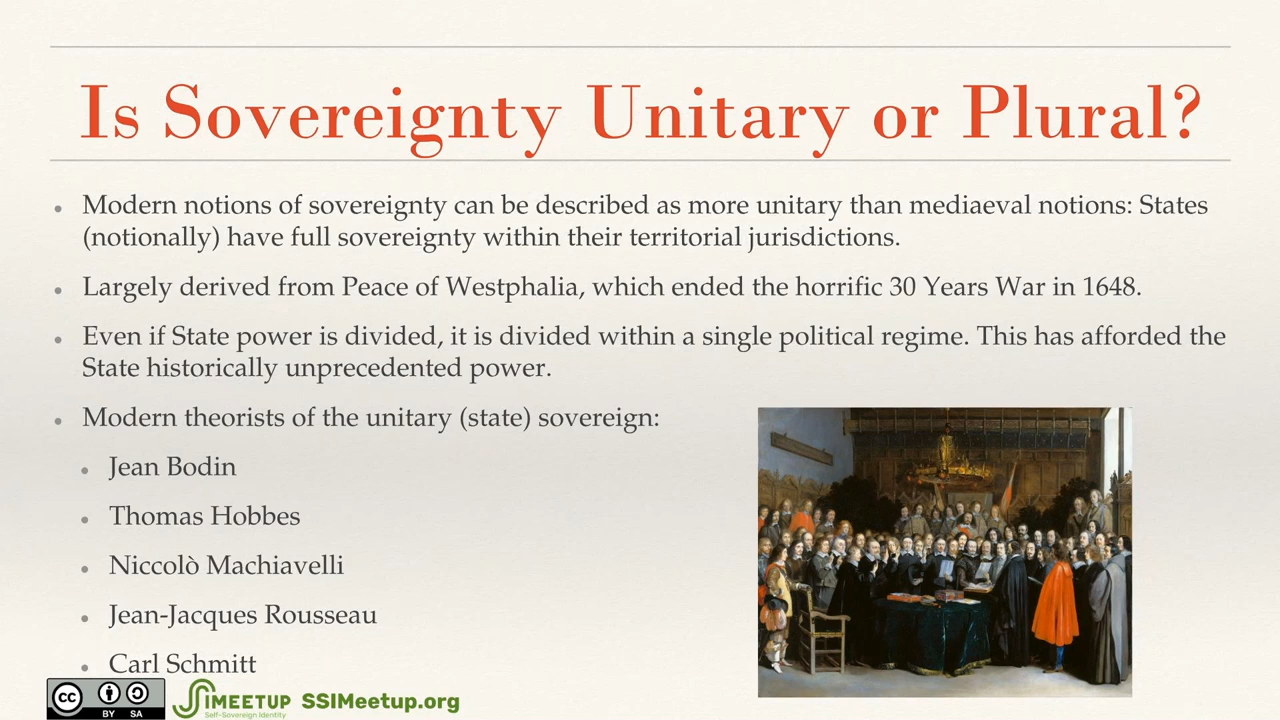 Is Sovereignty Unitary or Plural?
Modern notions of sovereignty can be described as more unitary than mediaeval notions: States
(notionally) have full sovereignty within their territorial jurisdictions.
Largely derived from Peace of Westphalia, which ended the horrific 30 Years War in 1648.
Even if State power is divided, it is divided within a single political regime. This has afforded the
State historically unprecedented power.
Modern theorists of the unitary (state) sovereign:
Jean Bodin
Thomas Hobbes
Niccolò Machiavelli
Jean-Jacques Rousseau
Carl Schmitt
cc BY SA
SSIMEETUP SSIMeetup.org
Self-Sovereign Identity